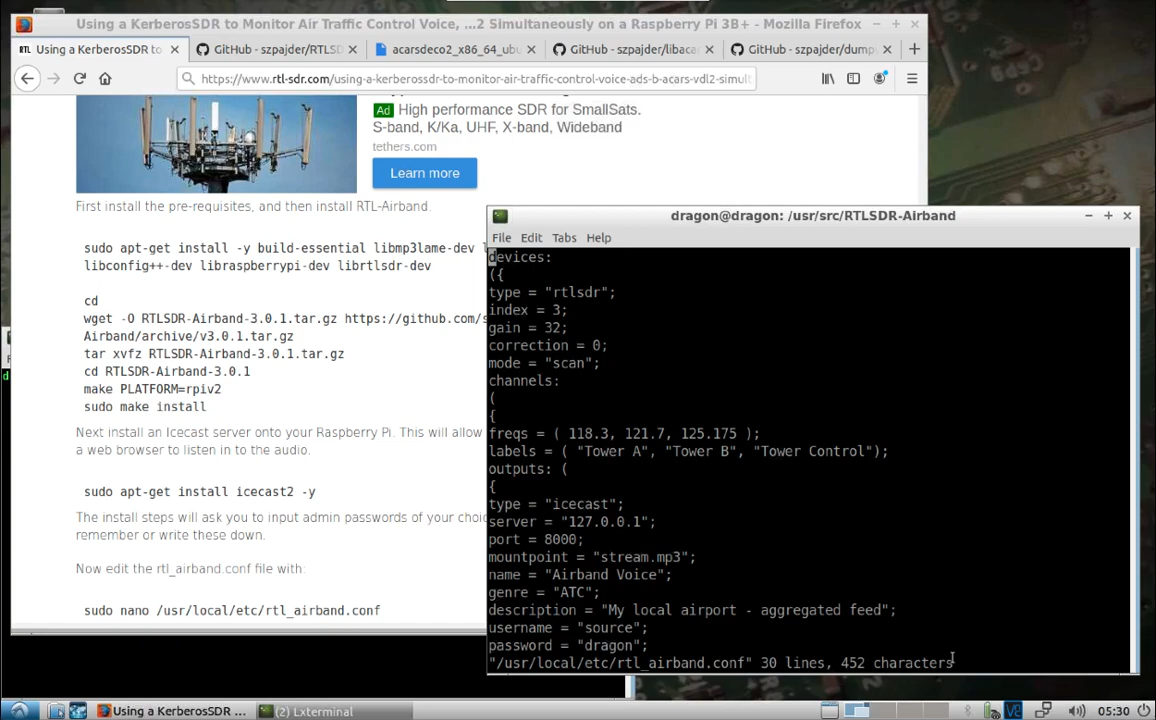 Using a KerberosSDR to Monitor Air Traffic Control Voice, ...2 Simultaneously on a Raspberry Pi 3B+ - Mozilla Firefox
RTL Using a KerberosSDR to
GitHub - szpajder/RTLSD
acarsdeco2_x86_64_ubu
GitHub - szpajder/libacar
GitHub - szpajder/dump
https://www.rtl-sdr.com/using-a-kerberossdr-to-monitor-air-traffic-control-voice-ads-b-acars-vdl2-simult
Ad High performance SDR for SmallSats.
S-band, K/Ka, UHF, X-band, Wideband
tethers.com
Learn more
First install the pre-requisites, and then install RTL-Airband.
sudo apt-get install -y build-essential libmp3lame-dev l
libconfig++-dev libraspberrypi-dev librtlsdr-dev
cd
wget -O RTLSDR-Airband-3.0.1.tar.gz https://github.com/s
Airband/archive/v3.0.1.tar.gz
tar xvfz RTLSDR-Airband-3.0.1.tar.gz
cd RTLSDR-Airband-3.0.1
make PLATFORM=rpiv2
sudo make install
Next install an Icecast server onto your Raspberry Pi. This will allow
a web browser to listen in to the audio.
sudo apt-get install icecast2 -y
The install steps will ask you to input admin passwords of your choic
remember or write these down.
Now edit the rtl_airband.conf file with:
sudo nano /usr/local/etc/rtl_airband.conf
dragon@dragon: /usr/src/RTLSDR-Airband
File Edit Tabs Help
devices:
({
type = "rtlsdr";
index = 3;
gain = 32;
correction = 0;
mode = "scan";
channels:
(
{
freqs = ( 118.3, 121.7, 125.175 );
labels = ( "Tower A", "Tower B", "Tower Control");
outputs: (
{
type = "icecast";
server = "127.0.0.1";
port = 8000;
mountpoint = "stream.mp3";
name = "Airband Voice";
genre = "ATC";
description = "My local airport - aggregated feed";
username = "source";
password = "dragon";
"/usr/local/etc/rtl_airband.conf" 30 lines, 452 characters
Using a KerberosSDR ...
(2) Lxterminal
05:30